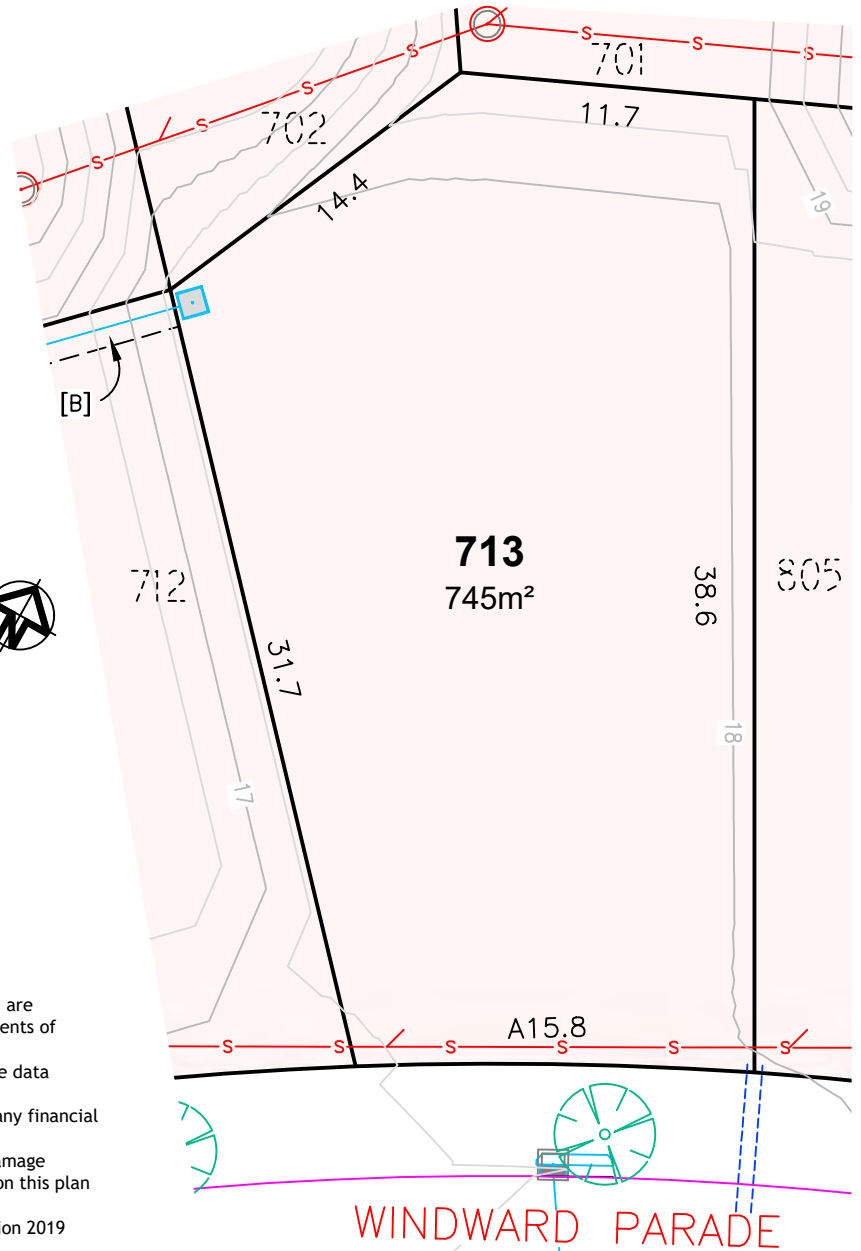 701
702
11.7
14.4
19
[B]
713
745m²
712
38.6
805
31.7
18
17
A15.8
s s s s s s s s s s s s
N
are
ents of
e data
any financial
amage
on this plan
ion 2019
WINDWARD PARADE